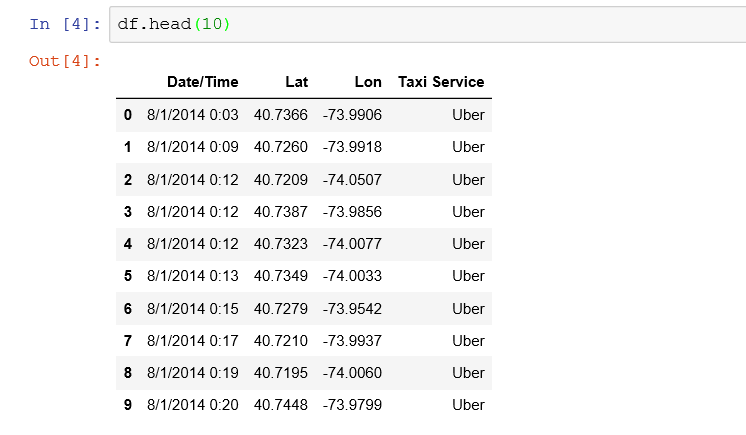 In [4]: df.head(10)
Out[4]:
Date/Time Lat Lon Taxi Service
0 8/1/2014 0:03 40.7366 -73.9906 Uber
1 8/1/2014 0:09 40.7260 -73.9918 Uber
2 8/1/2014 0:12 40.7209 -74.0507 Uber
3 8/1/2014 0:12 40.7387 -73.9856 Uber
4 8/1/2014 0:12 40.7323 -74.0077 Uber
5 8/1/2014 0:13 40.7349 -74.0033 Uber
6 8/1/2014 0:15 40.7279 -73.9542 Uber
7 8/1/2014 0:17 40.7210 -73.9937 Uber
8 8/1/2014 0:19 40.7195 -74.0060 Uber
9 8/1/2014 0:20 40.7448 -73.9799 Uber